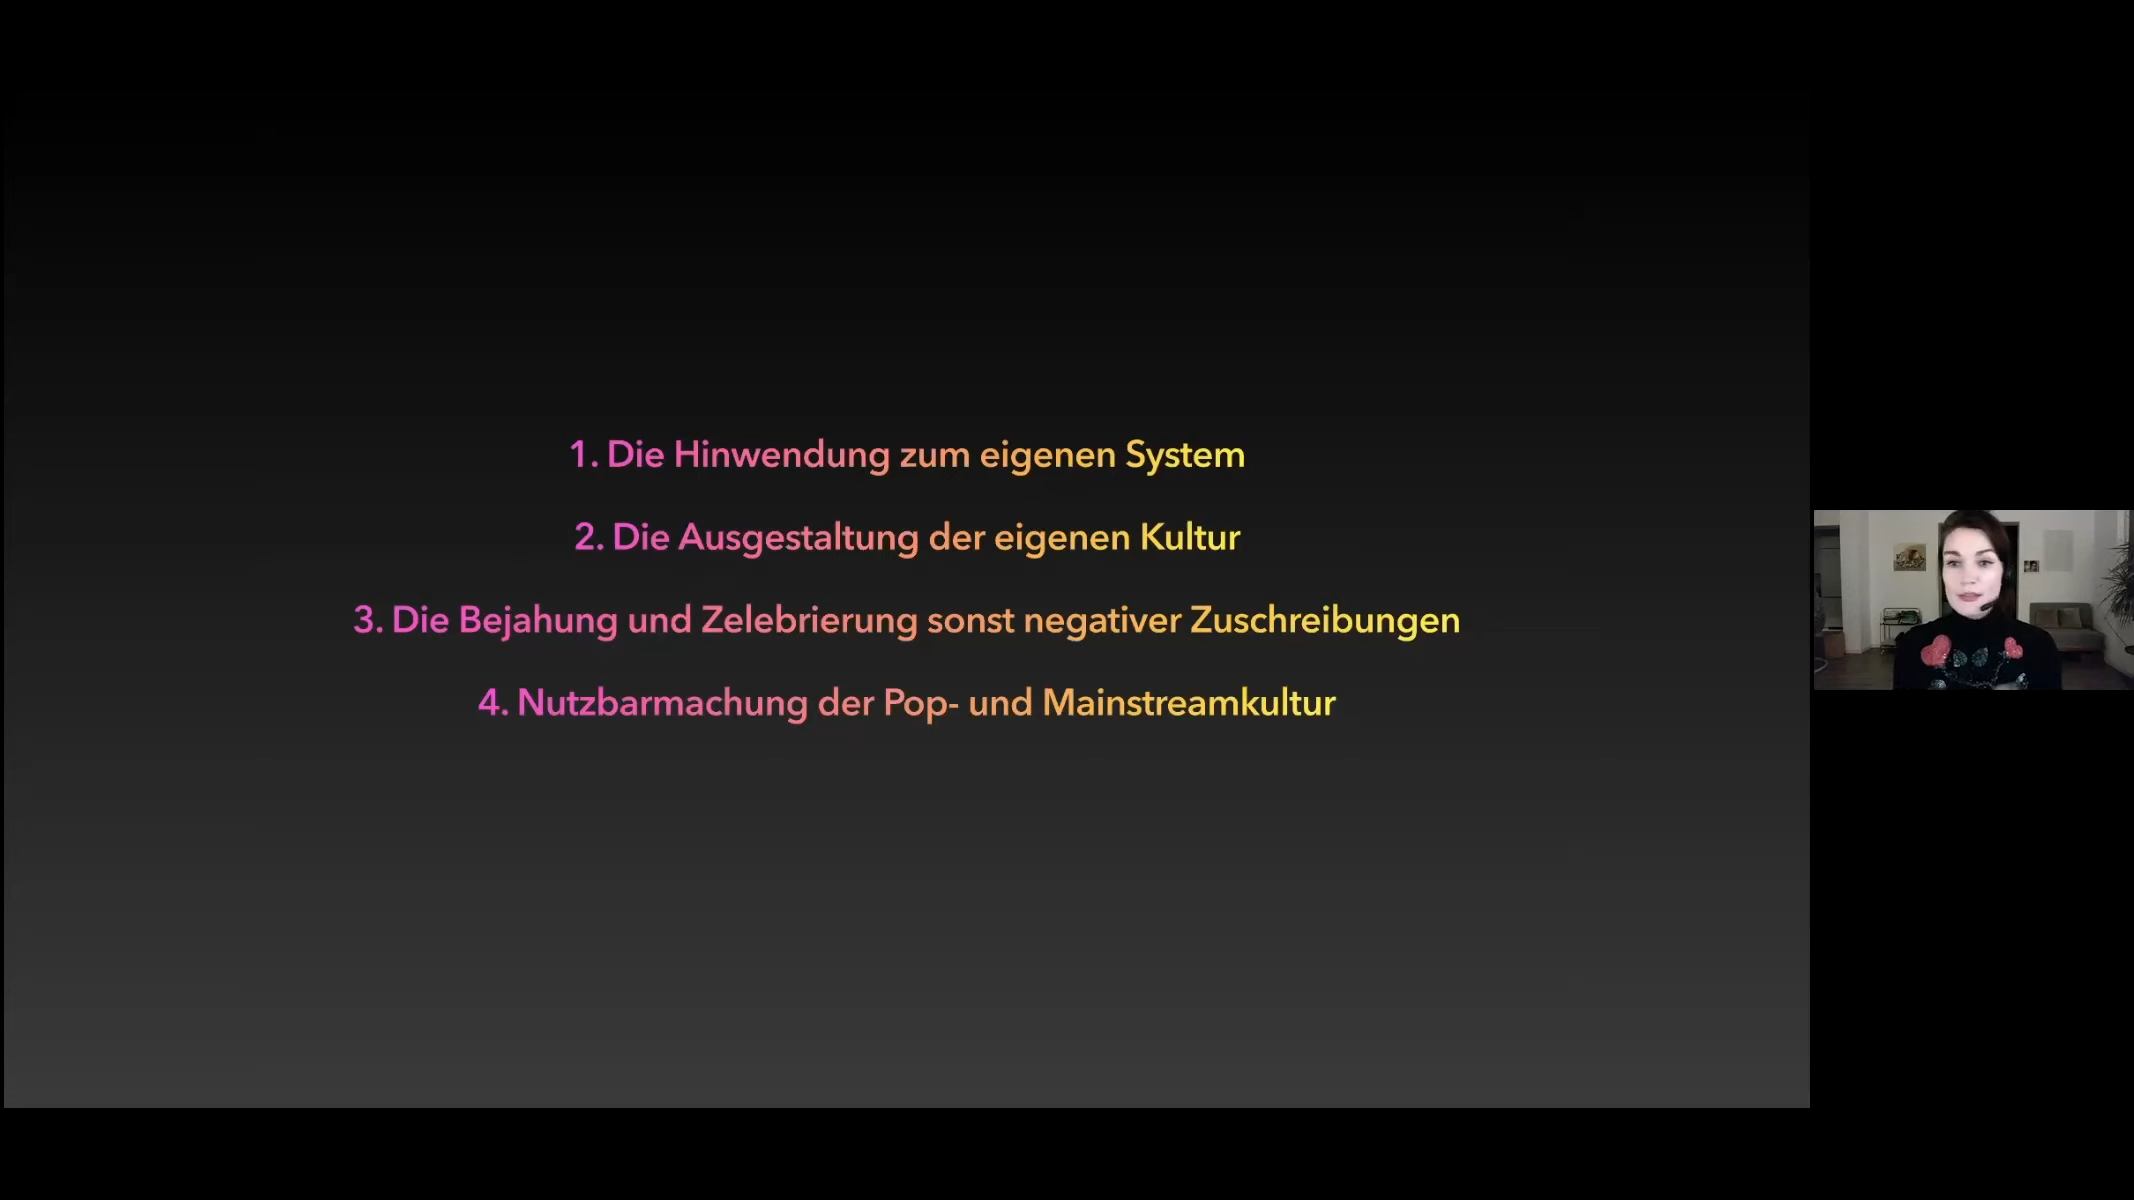 1. Die Hinwendung zum eigenen System
2. Die Ausgestaltung der eigenen Kultur
3. Die Bejahung und Zelebrierung sonst negativer Zuschreibungen
4. Nutzbarmachung der Pop- und Mainstreamkultur